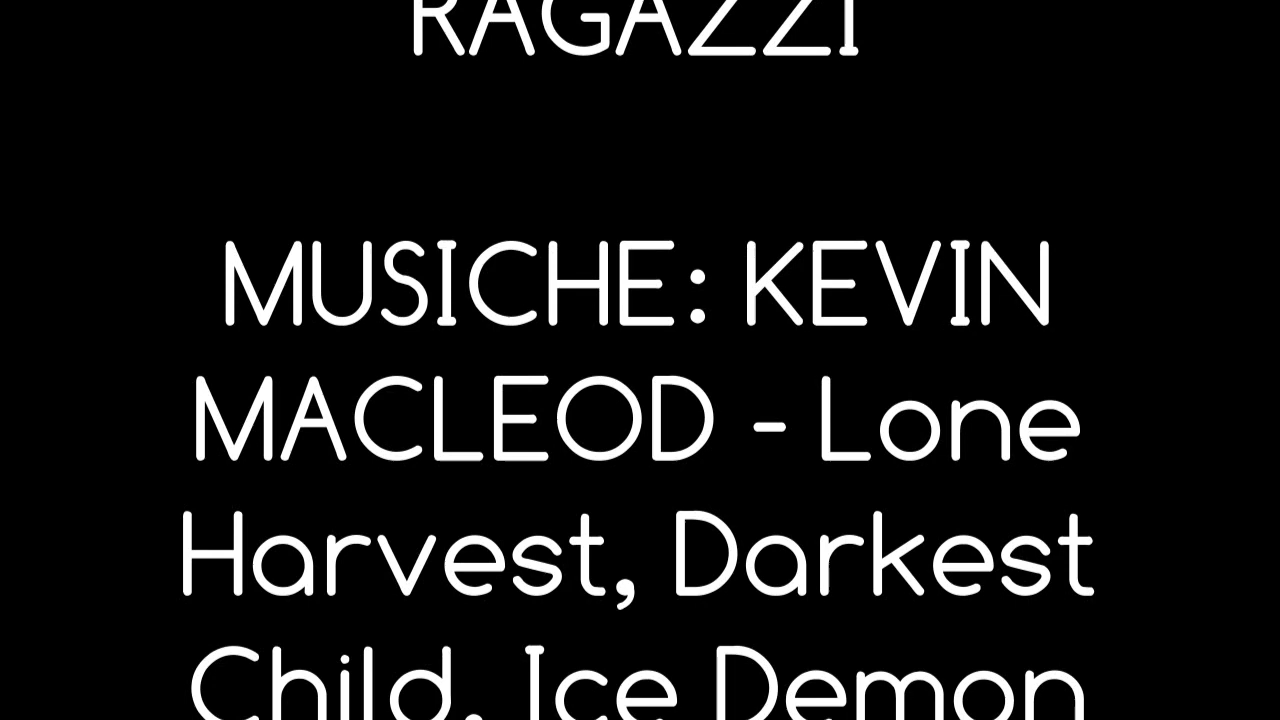 RAGAZZI
MUSICHE: KEVIN
MACLEOD - Lone
Harvest, Darkest
Child, Ice Demon